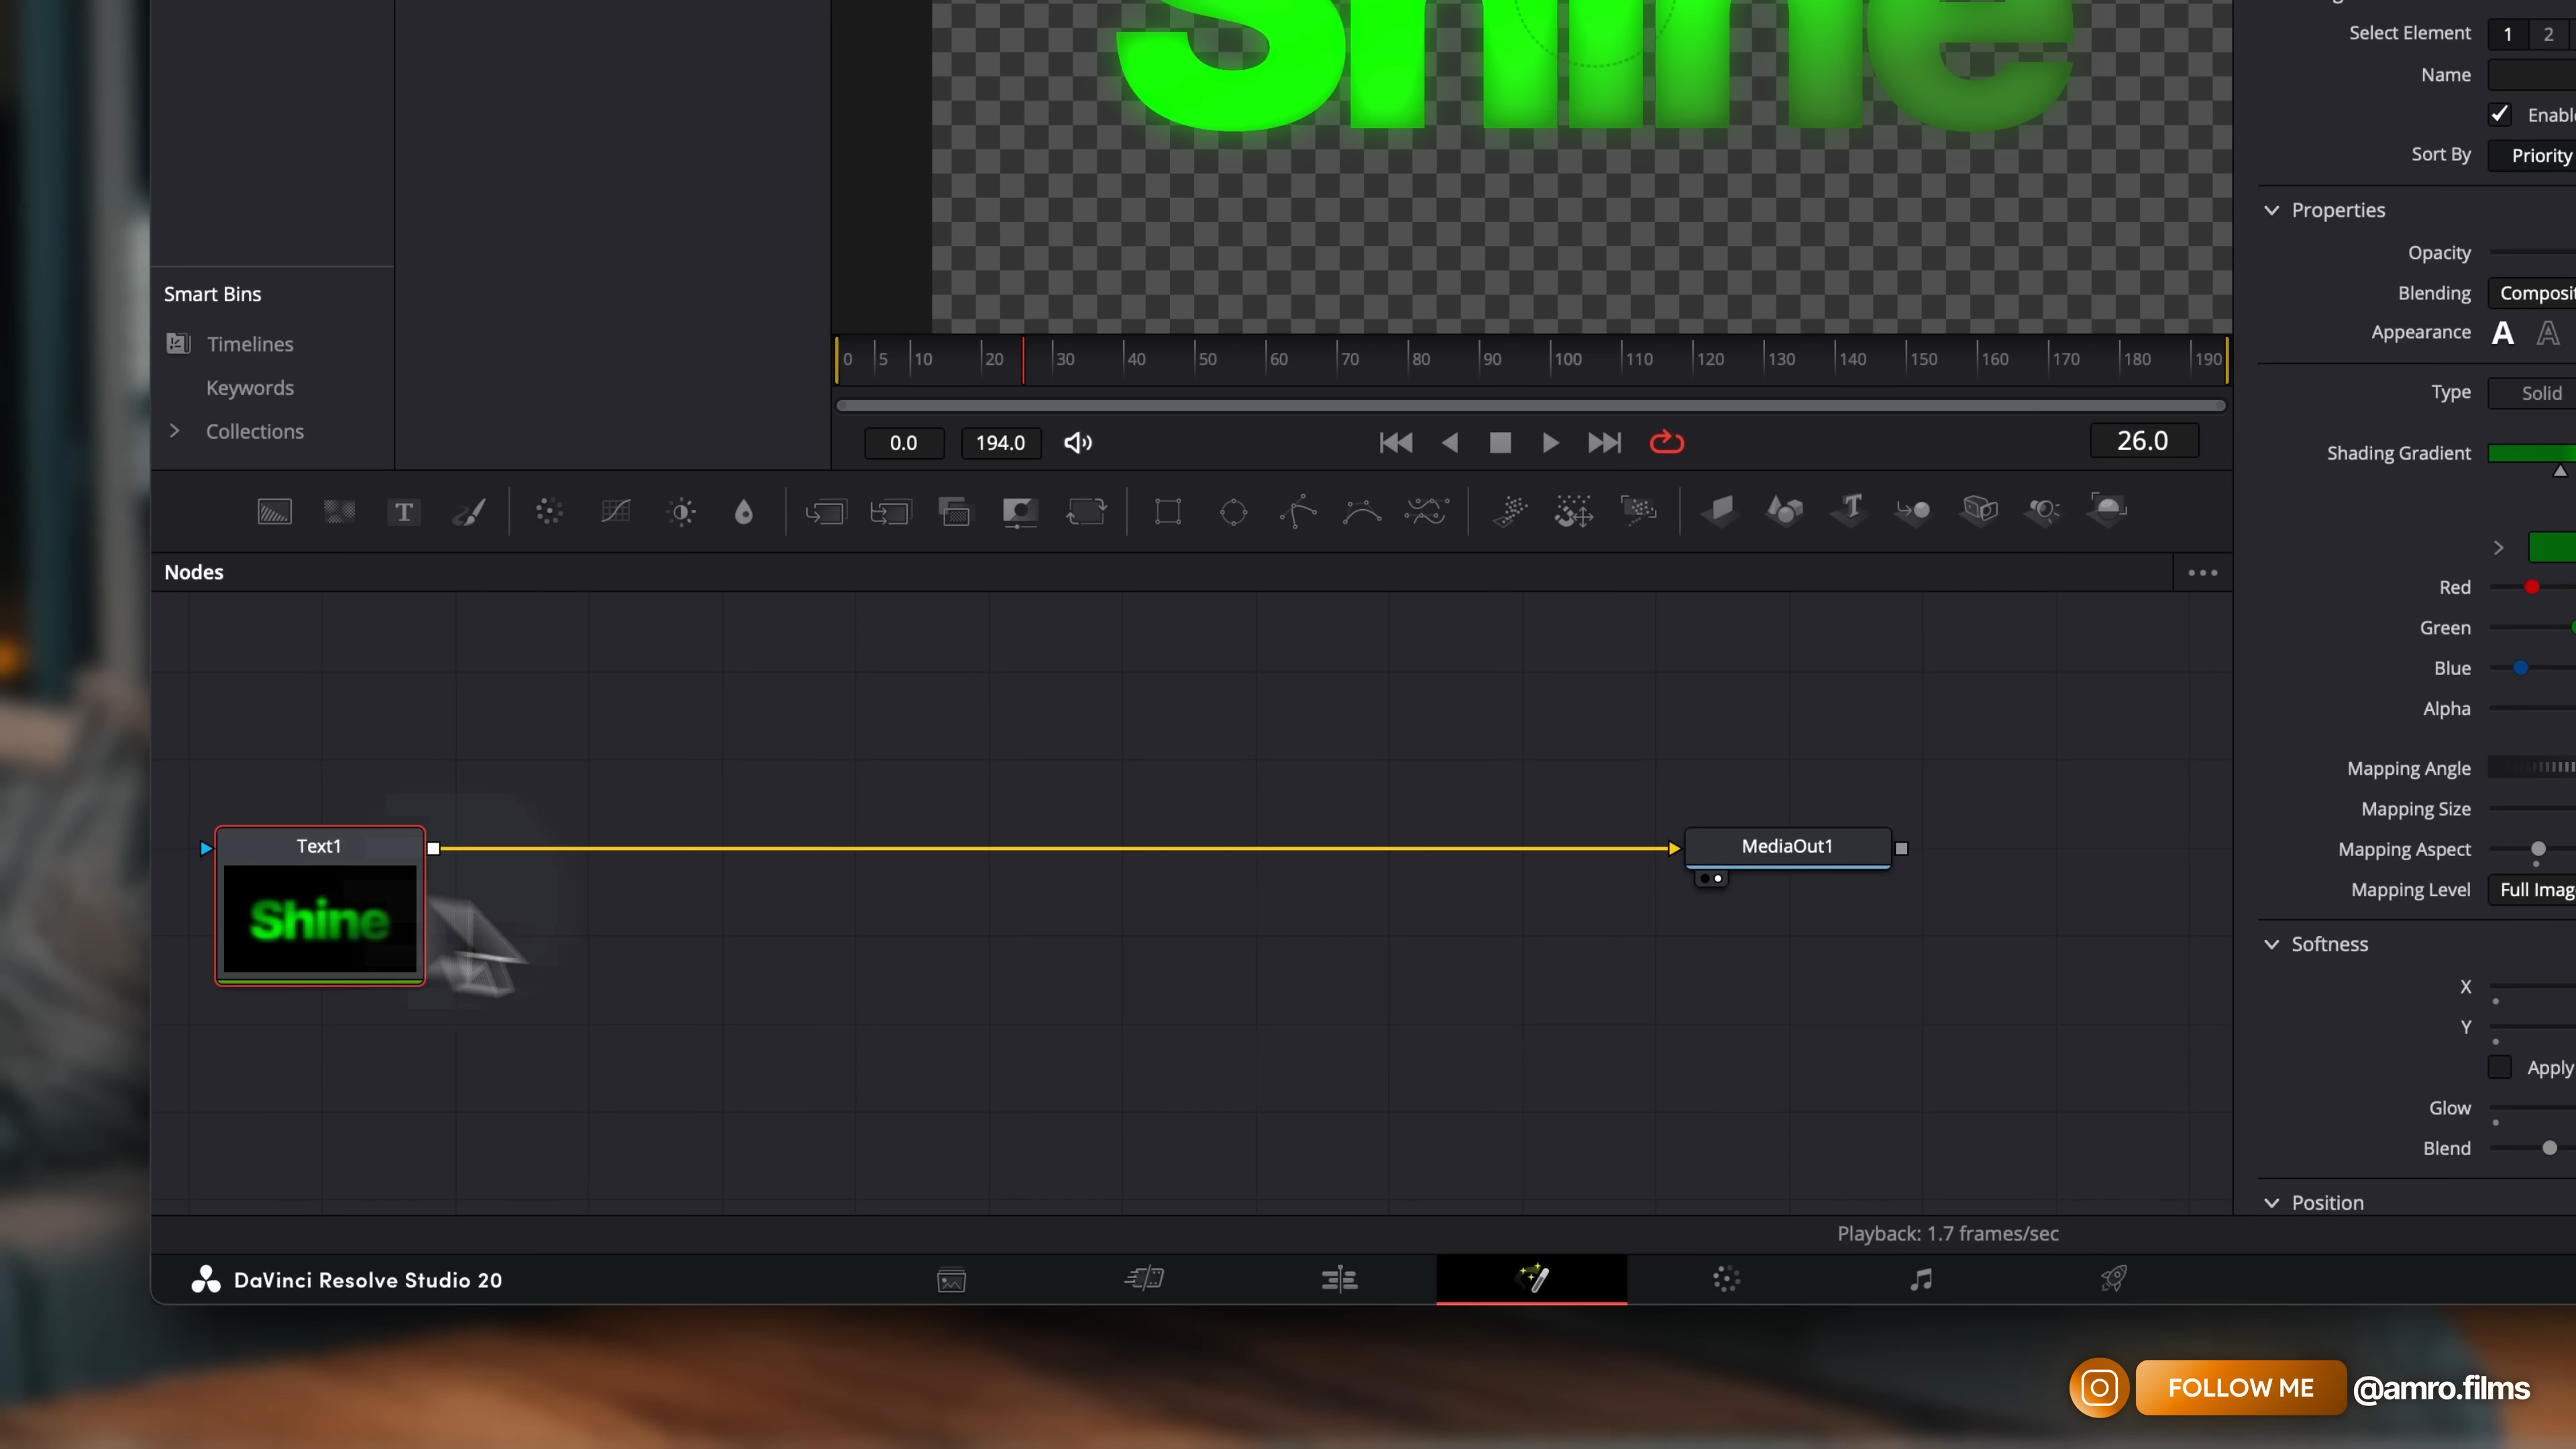 Shine
Select Element
1
2
Name
Enabl
Sort By
Priority
Properties
Opacity
Blending
Composit
Appearance
A
A
Type
Solid
Shading Gradient
Red
Green
Blue
Alpha
Mapping Angle
Mapping Size
Mapping Aspect
Mapping Level
Full Imag
Softness
X
Y
Apply
Glow
Blend
Position
Smart Bins
Timelines
Keywords
Collections
0 5 10 20 30 40 50 60 70 80 90 100 110 120 130 140 150 160 170 180 190
0.0
194.0
26.0
T
T
Nodes
Text1
Shine
MediaOut1
Playback: 1.7 frames/sec
DaVinci Resolve Studio 20
FOLLOW ME
@amro.films